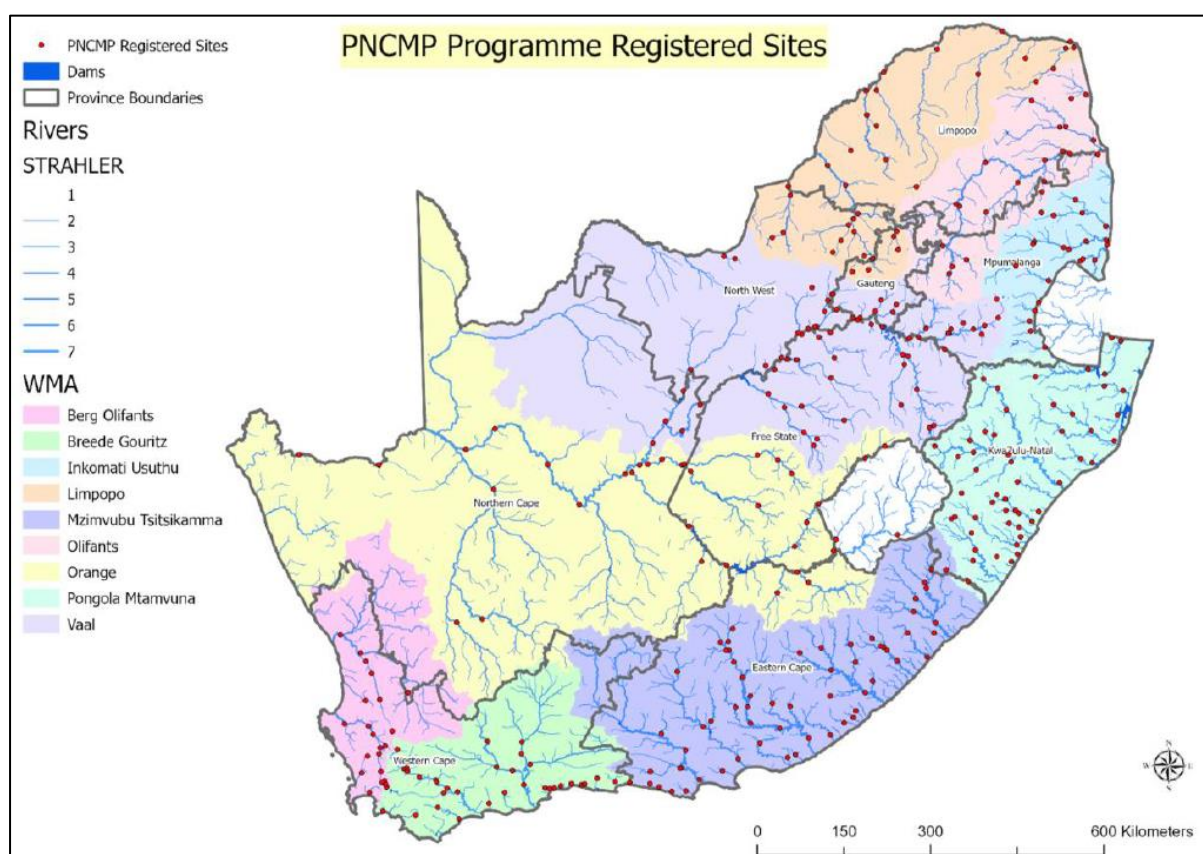 PNCMP Programme Registered Sites
PNCMP Registered Sites
Dams
Province Boundaries
Rivers
STRAHLER
1
2
3
4
5
6
7
WMA
Berg Olifants
Breede Gouritz
Inkomati Usuthu
Limpopo
Mzimvubu Tsitsikamma
Olifants
Orange
Pongola Mtamvuna
Vaal
Limpopo
Mpumalanga
North West
Gauteng
Free State
KwaZulu-Natal
Northern Cape
Eastern Cape
Western Cape
N
W E
S
0 150 300 600 Kilometers